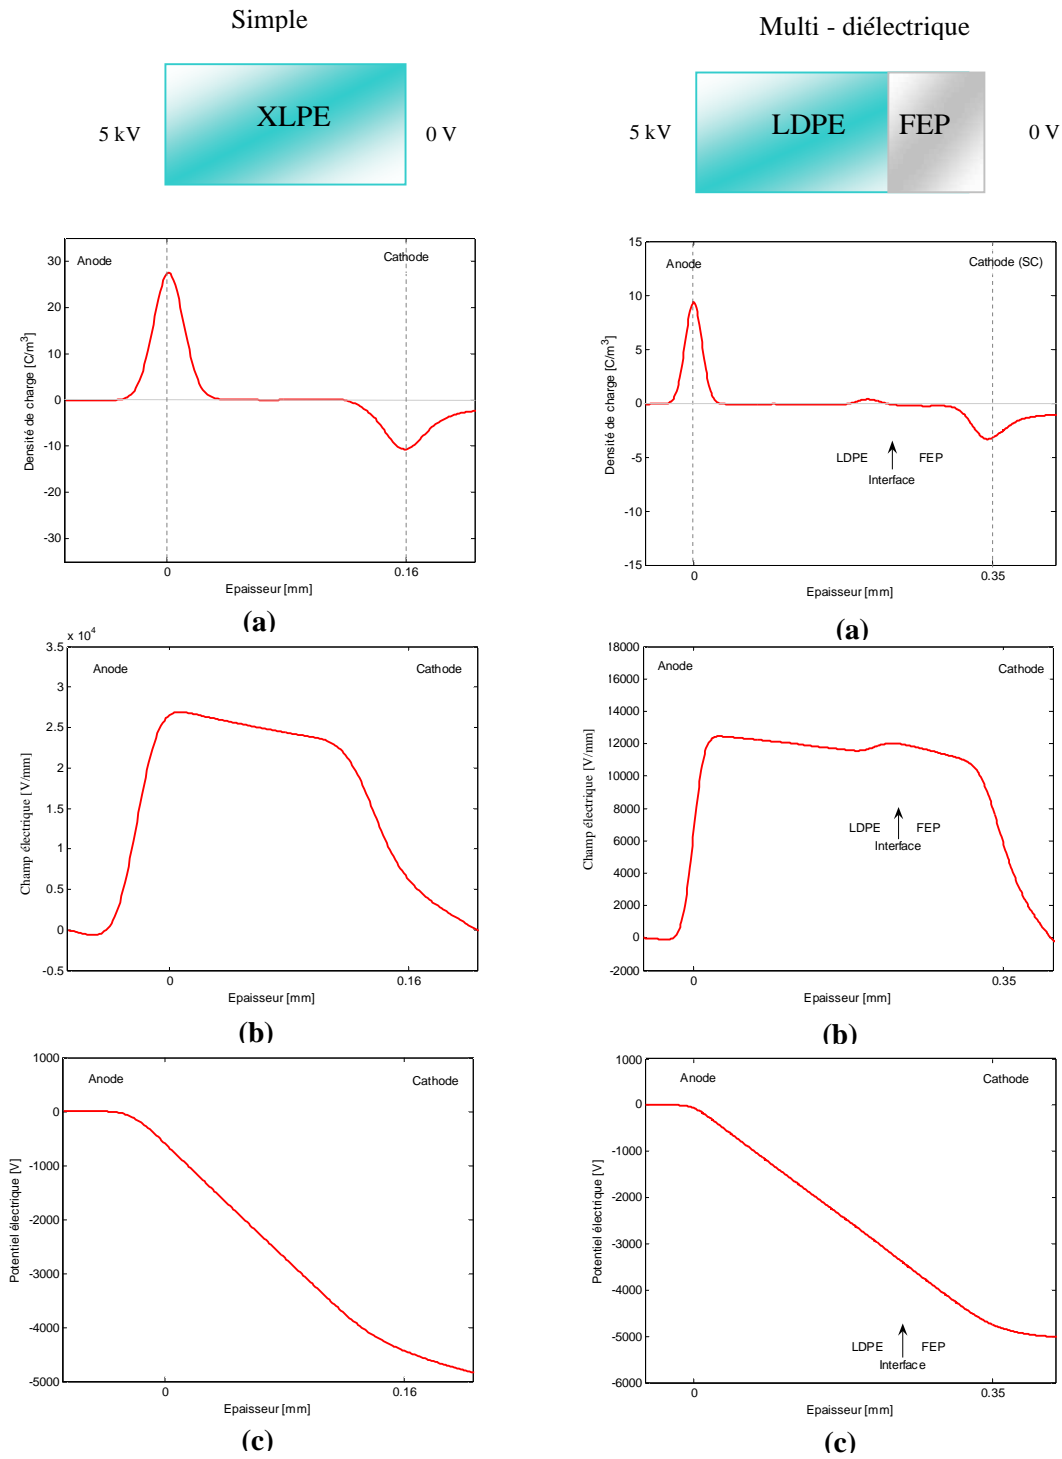 Simple
XLPE
5 kV
0 V
Multi - diélectrique
LDPE
FEP
5 kV
0 V
30
20
10
0
-10
-20
-30
Densité de charge [C/m³]
Anode
Cathode
0
0.16
Epaisseur [mm]
(a)
15
10
5
0
-5
-10
-15
Densité de charge [C/m³]
Anode
Cathode (SC)
LDPE
FEP
Interface
0
0.35
Epaisseur [mm]
(a)
x 10⁴
3.5
3
2.5
2
1.5
1
0.5
0
-0.5
Champ électrique [V/mm]
Anode
Cathode
0
0.16
Epaisseur [mm]
(b)
18000
16000
14000
12000
10000
8000
6000
4000
2000
0
-2000
Champ électrique [V/mm]
Anode
Cathode
LDPE
FEP
Interface
0
0.35
Epaisseur [mm]
(b)
1000
0
-1000
-2000
-3000
-4000
-5000
Potentiel électrique [V]
Anode
Cathode
0
0.16
Epaisseur [mm]
(c)
1000
0
-1000
-2000
-3000
-4000
-5000
-6000
Potentiel électrique [V]
Anode
Cathode
LDPE
FEP
Interface
0
0.35
Epaisseur [mm]
(c)